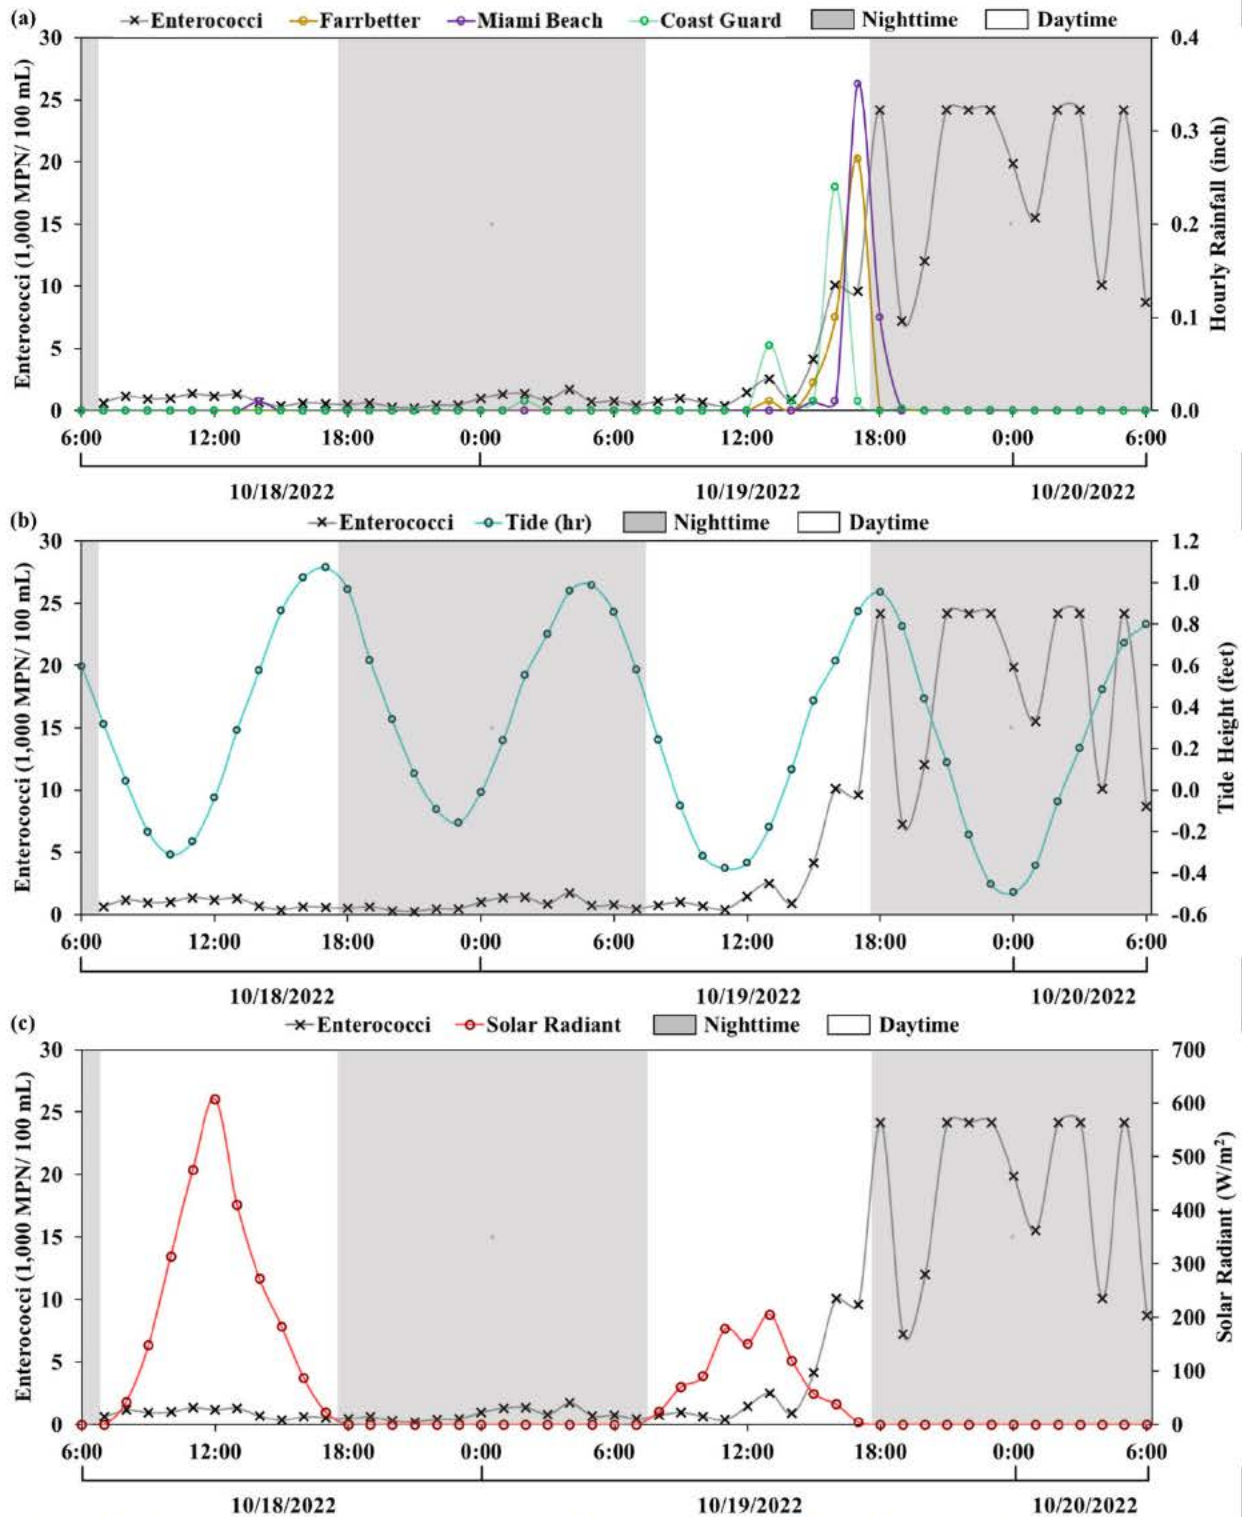 (a) Enterococci Farrbetter Miami Beach Coast Guard Nighttime Daytime
Enterococci (1,000 MPN/ 100 mL)
30
25
20
15
10
5
0
0.4
0.3
0.2
0.1
0.0
Hourly Rainfall (inch)
6:00 12:00 18:00 0:00 6:00 12:00 18:00 0:00 6:00
10/18/2022 10/19/2022 10/20/2022
(b) Enterococci Tide (hr) Nighttime Daytime
Enterococci (1,000 MPN/ 100 mL)
30
25
20
15
10
5
0
1.2
1.0
0.8
0.6
0.4
0.2
0.0
-0.2
-0.4
-0.6
Tide Height (feet)
6:00 12:00 18:00 0:00 6:00 12:00 18:00 0:00 6:00
10/18/2022 10/19/2022 10/20/2022
(c) Enterococci Solar Radiant Nighttime Daytime
Enterococci (1,000 MPN/ 100 mL)
30
25
20
15
10
5
0
700
600
500
400
300
200
100
0
Solar Radiant (W/m²)
6:00 12:00 18:00 0:00 6:00 12:00 18:00 0:00 6:00
10/18/2022 10/19/2022 10/20/2022